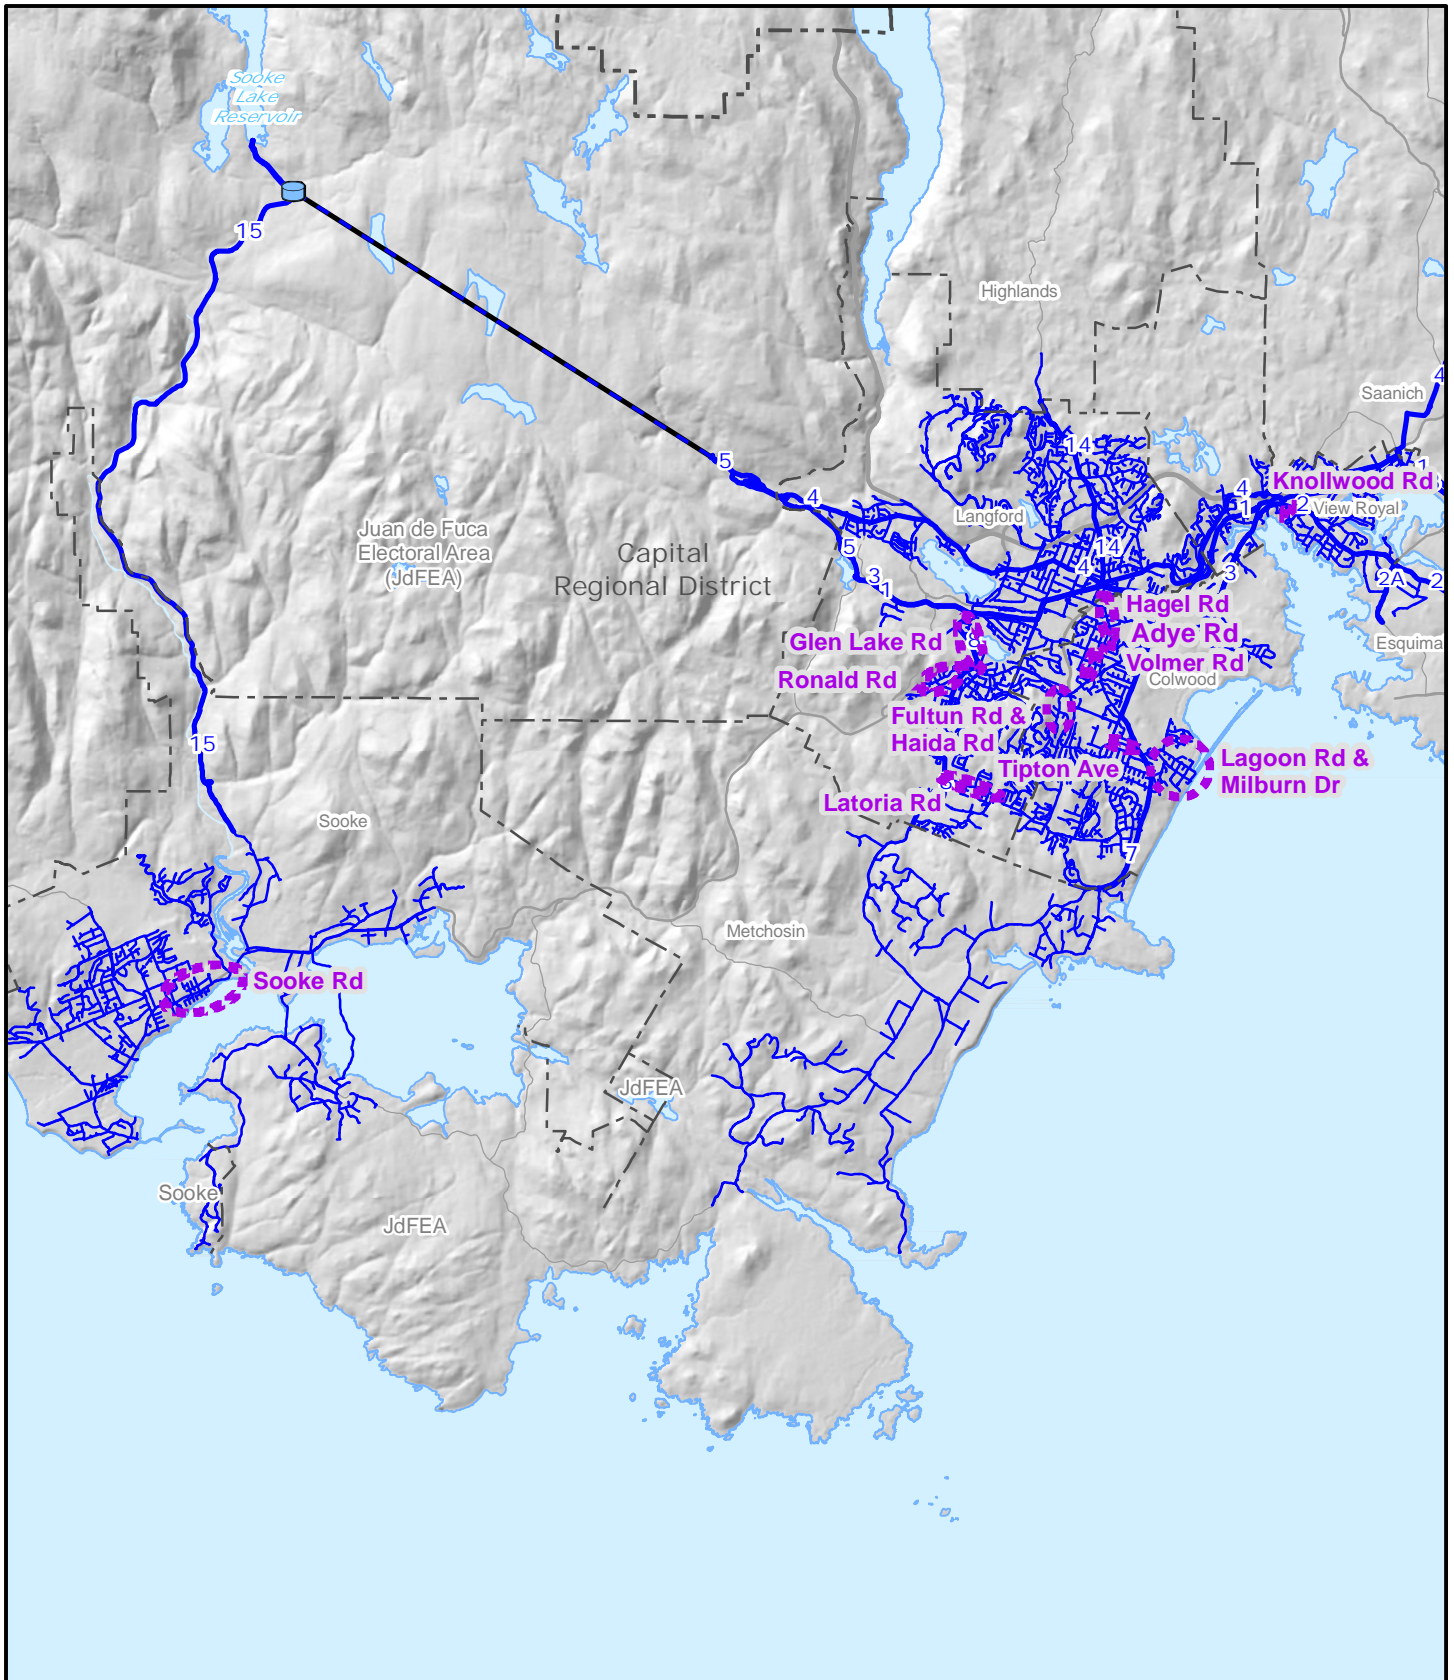 Sooke
Lake
Reservoir
15
Highlands
4
Saanich
14
5
1
Knollwood Rd
4
4
1
2
View Royal
Langford
Juan de Fuca
Electoral Area
(JdFEA)
Capital
Regional District
5
14
4
3
1
3
2A
2
Hagel Rd
Adye Rd
Glen Lake Rd
8
Esquima
Volmer Rd
Ronald Rd
Colwood
Fultun Rd &
Haida Rd
15
Tipton Ave
Lagoon Rd &
Milburn Dr
Latoria Rd
Sooke
7
Metchosin
Sooke Rd
JdFEA
Sooke
JdFEA